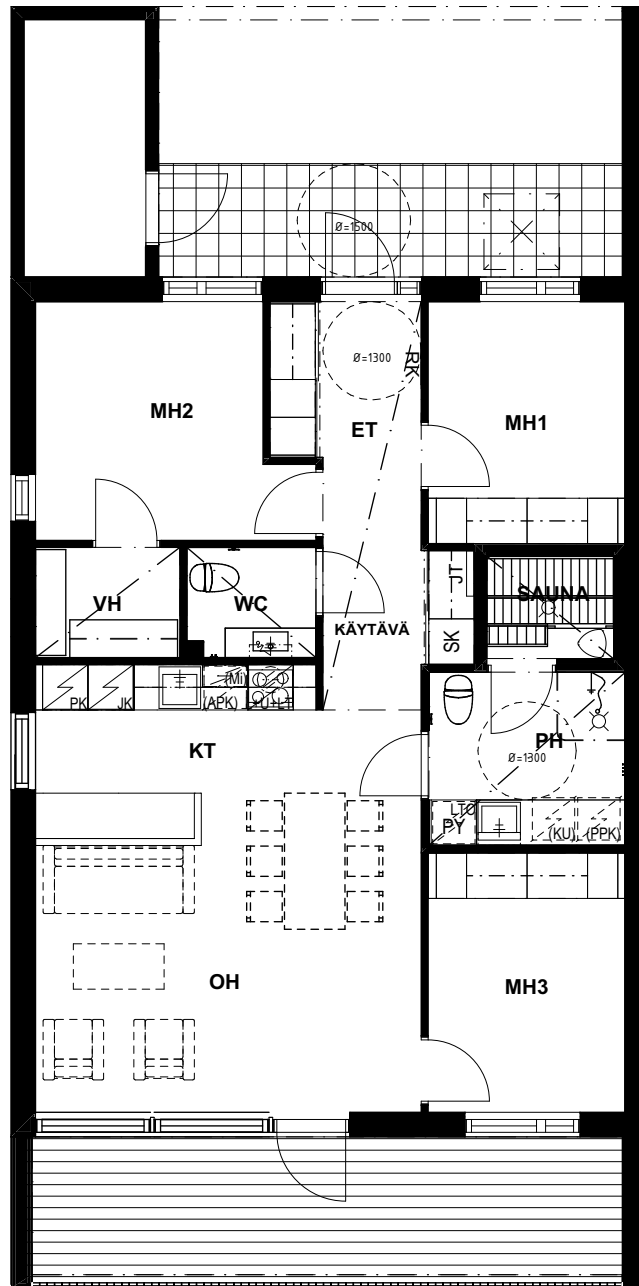 Ø=1500
Ø=1300
RK
MH2
ET
MH1
VH
WC
JT
SAUNA
KÄYTÄVÄ
SK
PK
JK
(APK)
(Mi)
KT
PH
Ø=1300
LTO
PY
(KU)
(PPK)
OH
MH3